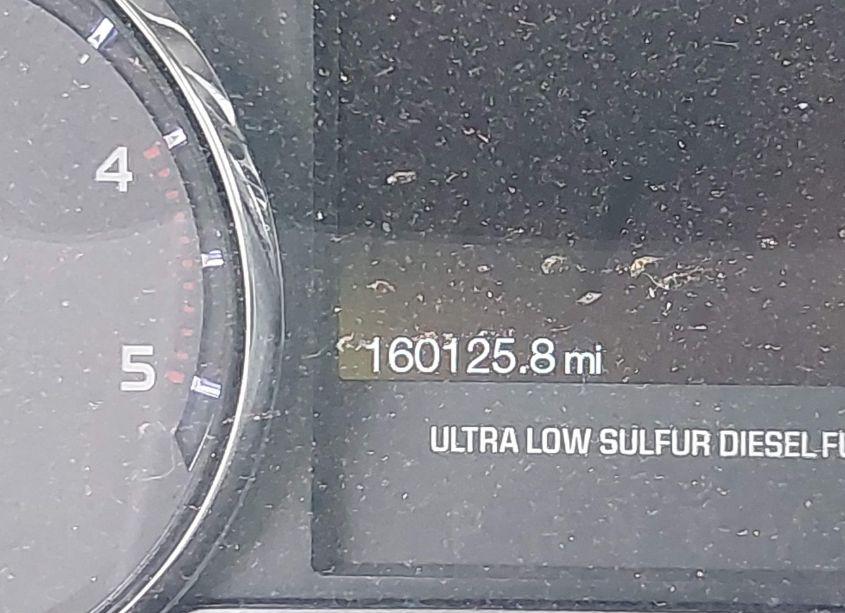 4
160125.8 mi
5
ULTRA LOW SULFUR DIESEL FU